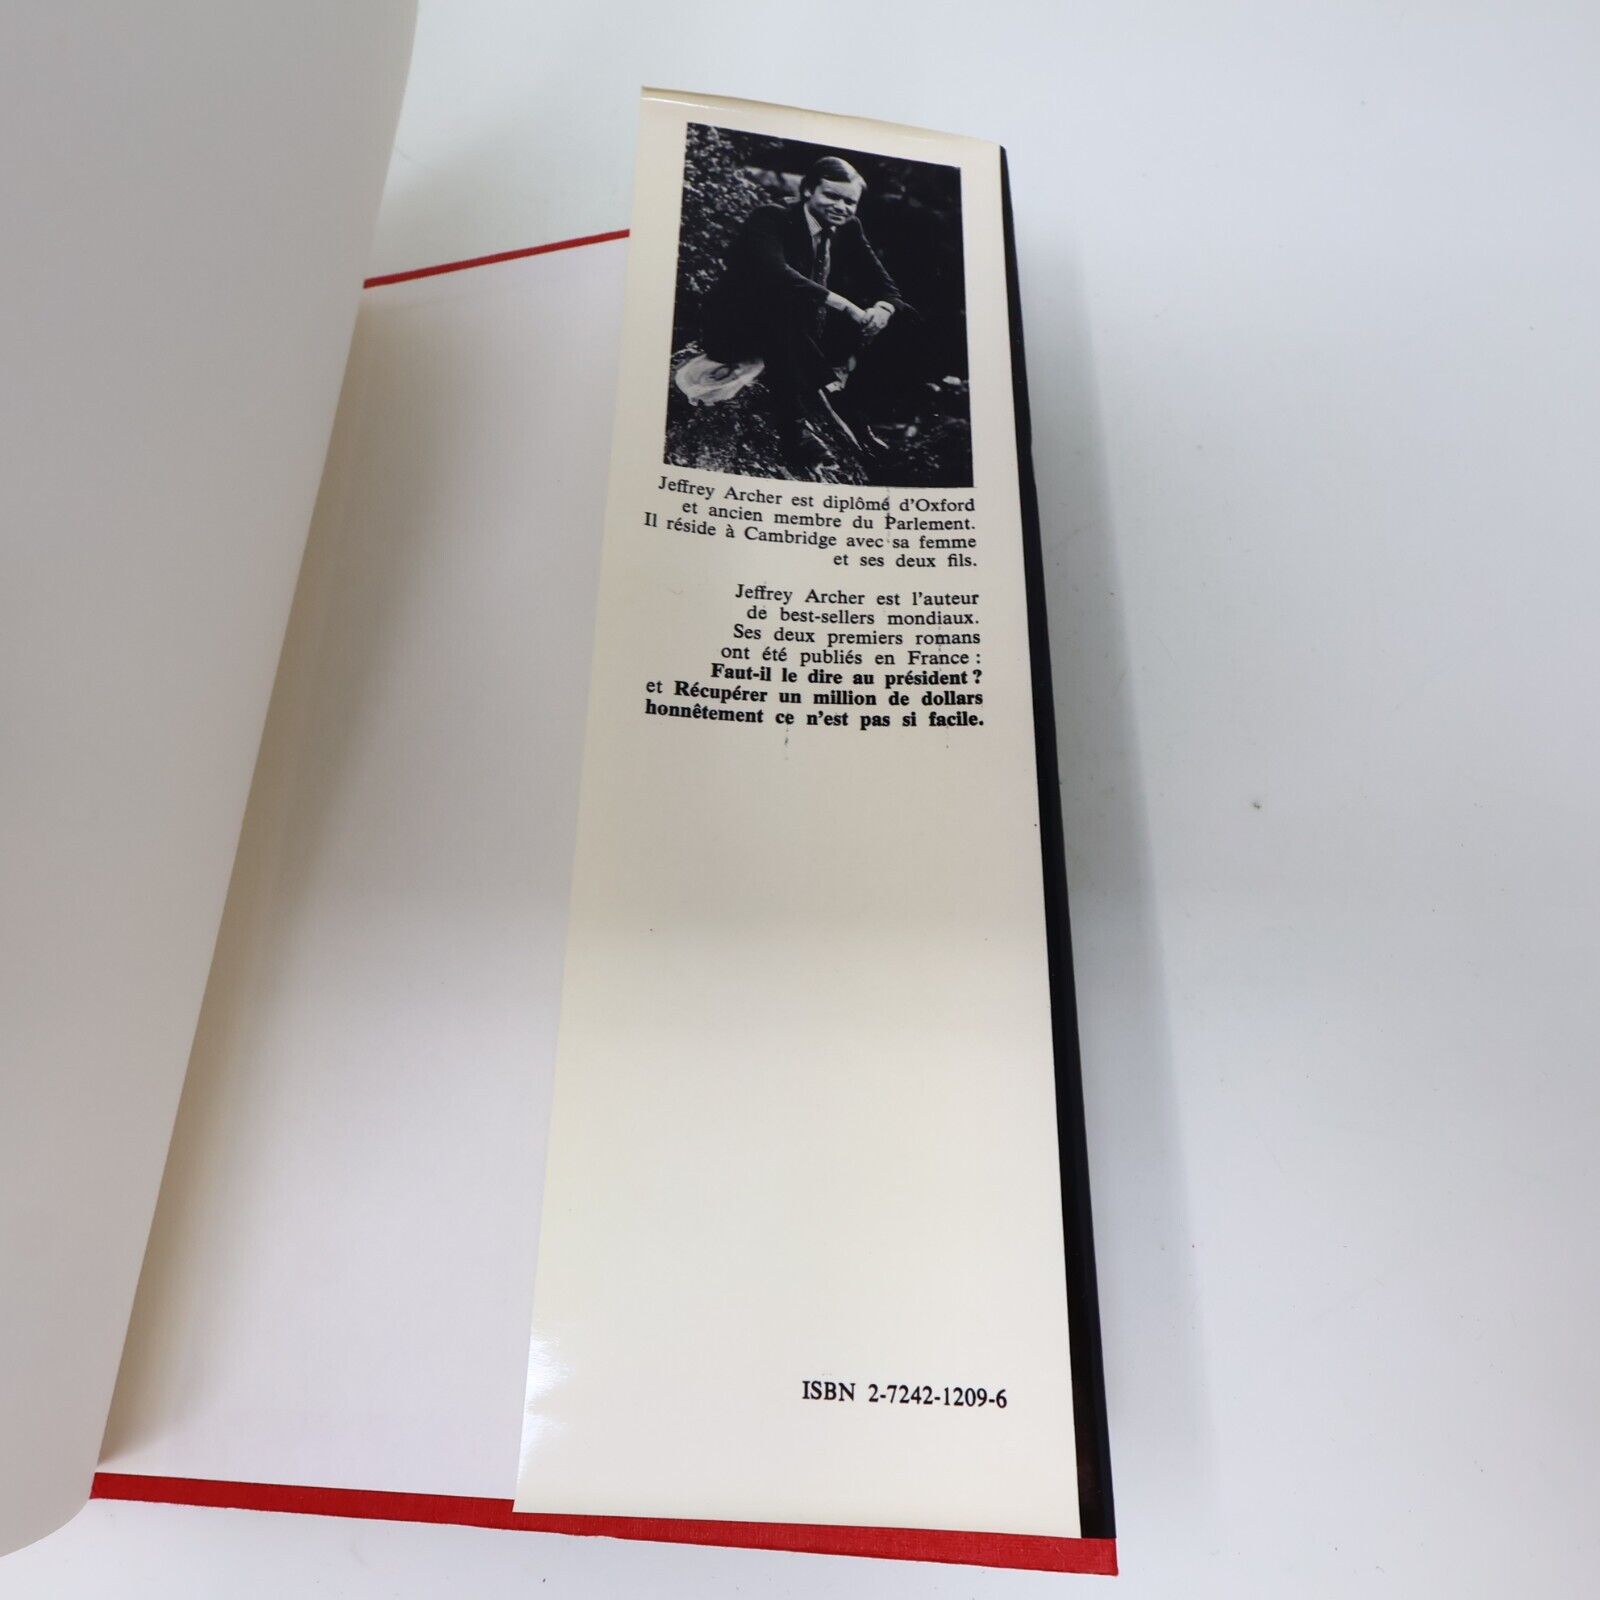 Jeffrey Archer est diplômé d'Oxford
et ancien membre du Parlement.
Il réside à Cambridge avec sa femme
et ses deux fils.
Jeffrey Archer est l'auteur
de best-sellers mondiaux.
Ses deux premiers romans
ont été publiés en France :
Faut-il le dire au président ?
et Récupérer un million de dollars
honnêtement ce n'est pas si facile.
ISBN 2-7242-1209-6